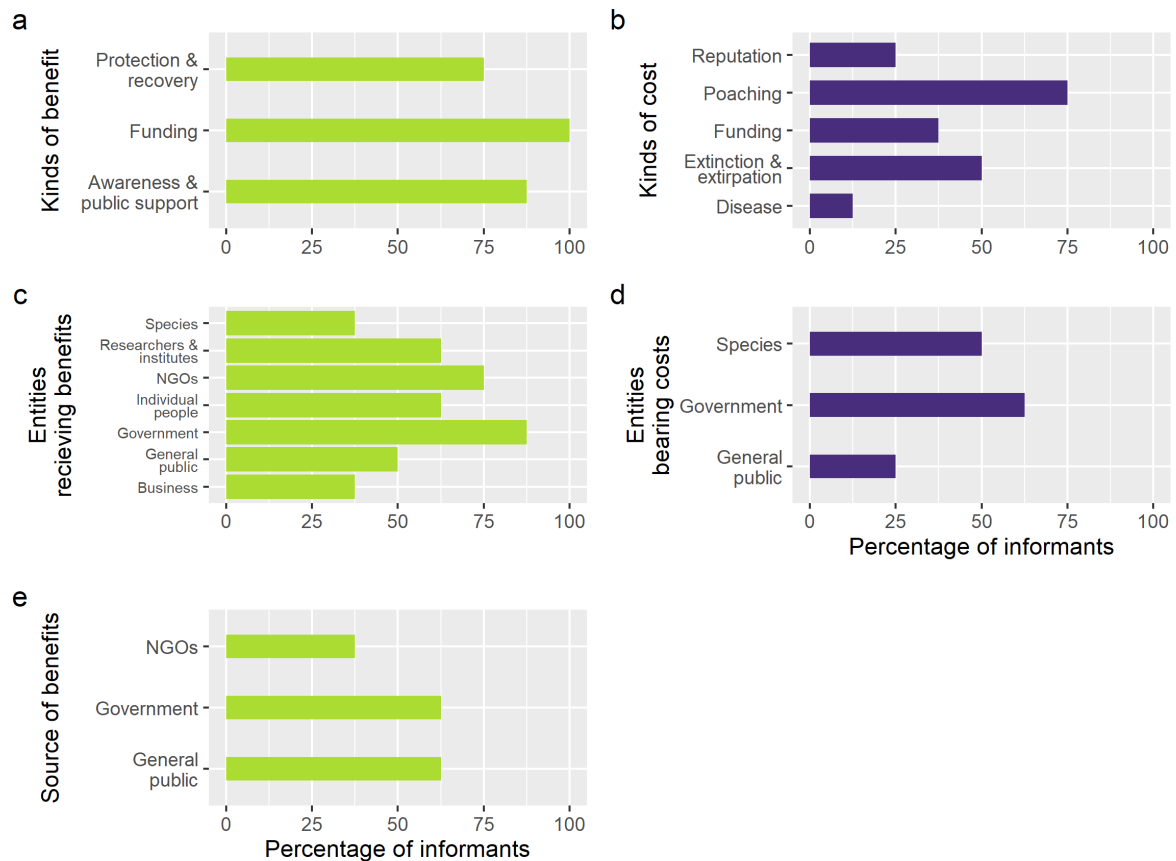 a
Kinds of benefit
Protection &
recovery
Funding
Awareness &
public support
0 25 50 75 100
b
Kinds of cost
Reputation
Poaching
Funding
Extinction &
extirpation
Disease
0 25 50 75 100
c
Entities
recieving benefits
Species
Researchers &
institutes
NGOs
Individual
people
Government
General
public
Business
0 25 50 75 100
d
Entities
bearing costs
Species
Government
General
public
0 25 50 75 100
Percentage of informants
e
Source of benefits
NGOs
Government
General
public
0 25 50 75 100
Percentage of informants